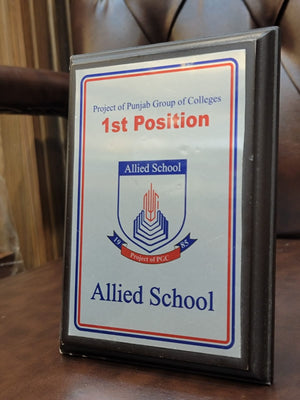 Project of Punjab Group of Colleges
1st Position
Allied School
19 85
Project of PGC
Allied School